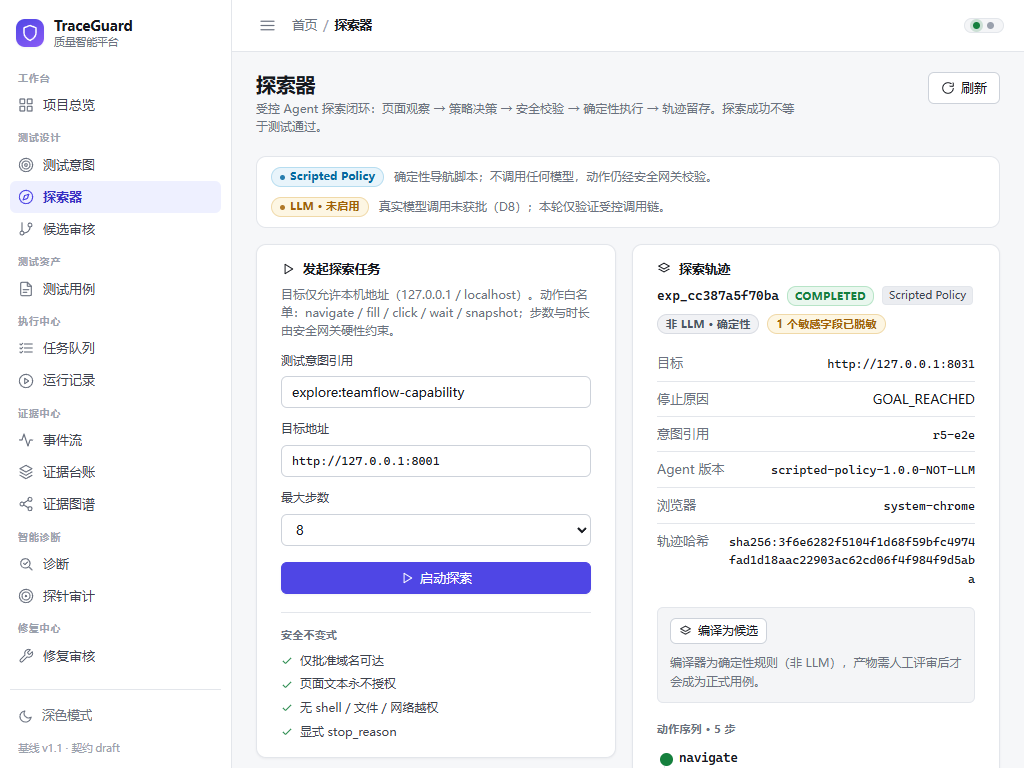 TraceGuard
质量智能平台
工作台
项目总览
测试设计
测试意图
探索器
候选审核
测试资产
测试用例
执行中心
任务队列
运行记录
证据中心
事件流
证据台账
证据图谱
智能诊断
诊断
探针审计
修复中心
修复审核
深色模式
基线 v1.1 · 契约 draft
首页 / 探索器
探索器
受控 Agent 探索闭环：页面观察 → 策略决策 → 安全校验 → 确定性执行 → 轨迹留存。探索成功不等
于测试通过。
刷新
Scripted Policy 确定性导航脚本；不调用任何模型，动作仍经安全网关校验。
LLM · 未启用 真实模型调用未获批（D8）；本轮仅验证受控调用链。
发起探索任务
目标仅允许本机地址（127.0.0.1 / localhost）。动作白名
单：navigate / fill / click / wait / snapshot；步数与时长
由安全网关硬性约束。
测试意图引用
explore:teamflow-capability
目标地址
http://127.0.0.1:8001
最大步数
8
启动探索
安全不变式
仅批准域名可达
页面文本永不授权
无 shell / 文件 / 网络越权
显式 stop_reason
探索轨迹
exp_cc387a5f70ba COMPLETED Scripted Policy
非 LLM · 确定性 1 个敏感字段已脱敏
目标 http://127.0.0.1:8031
停止原因 GOAL_REACHED
意图引用 r5-e2e
Agent 版本 scripted-policy-1.0.0-NOT-LLM
浏览器 system-chrome
轨迹哈希 sha256:3f6e6282f5104f1d68f59bfc4974
fad1d18aac22903ac62cd06f4f984f9d5ab
a
编译为候选
编译器为确定性规则（非 LLM），产物需人工评审后才
会成为正式用例。
动作序列 · 5 步
navigate